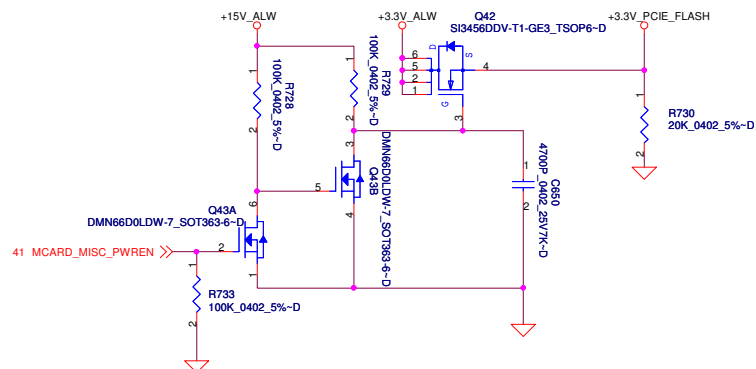 +15V_ALW
+3.3V_ALW
Q42
SI3456DDV-T1-GE3_TSOP6~D
+3.3V_PCIE_FLASH
1
R728
100K_0402_5%~D
2
1
R729
100K_0402_5%~D
2
6
5
2
1
D
S
G
4
3
1
R730
20K_0402_5%~D
2
3
5
4
Q43B
DMN66D0LDW-7_SOT363-6~D
1
C650
4700P_0402_25V7K~D
2
Q43A
DMN66D0LDW-7_SOT363-6~D
6
2
1
41 MCARD_MISC_PWREN
1
R733
100K_0402_5%~D
2